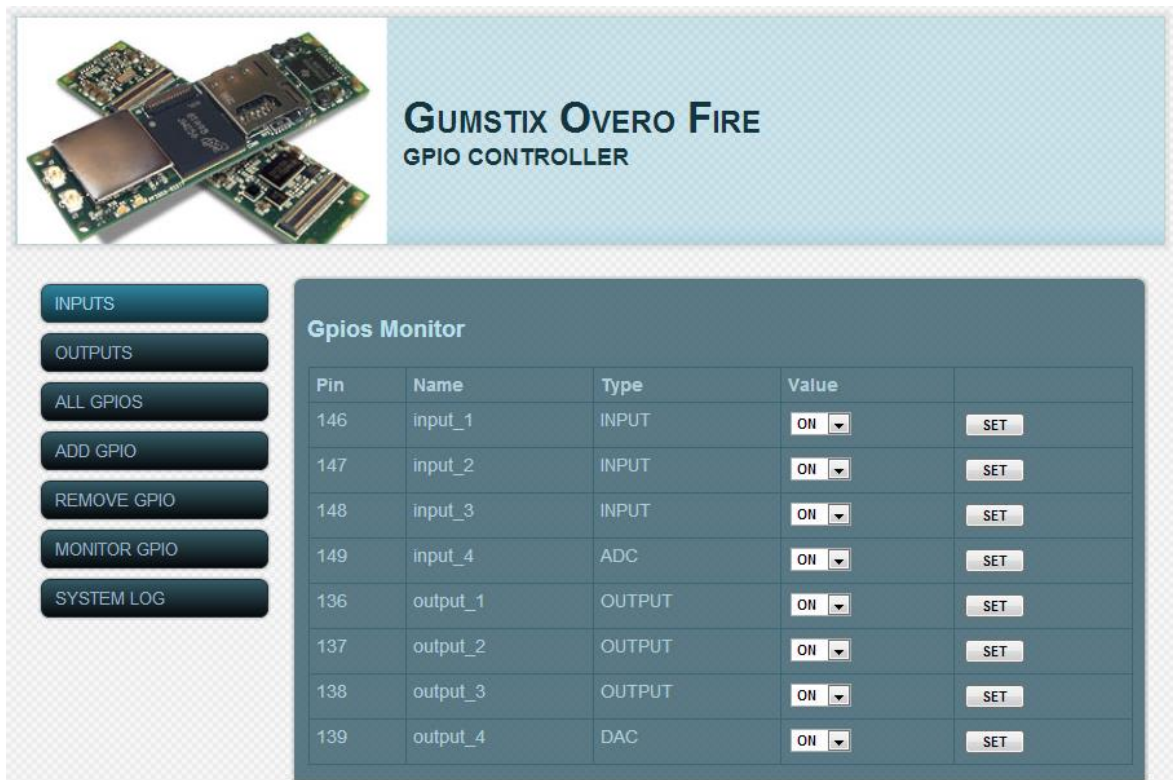 GUMSTIX OVERO FIRE
GPIO CONTROLLER
INPUTS
OUTPUTS
ALL GPIOS
ADD GPIO
REMOVE GPIO
MONITOR GPIO
SYSTEM LOG
Gpios Monitor
Pin Name Type Value
146 input_1 INPUT ON SET
147 input_2 INPUT ON SET
148 input_3 INPUT ON SET
149 input_4 ADC ON SET
136 output_1 OUTPUT ON SET
137 output_2 OUTPUT ON SET
138 output_3 OUTPUT ON SET
139 output_4 DAC ON SET